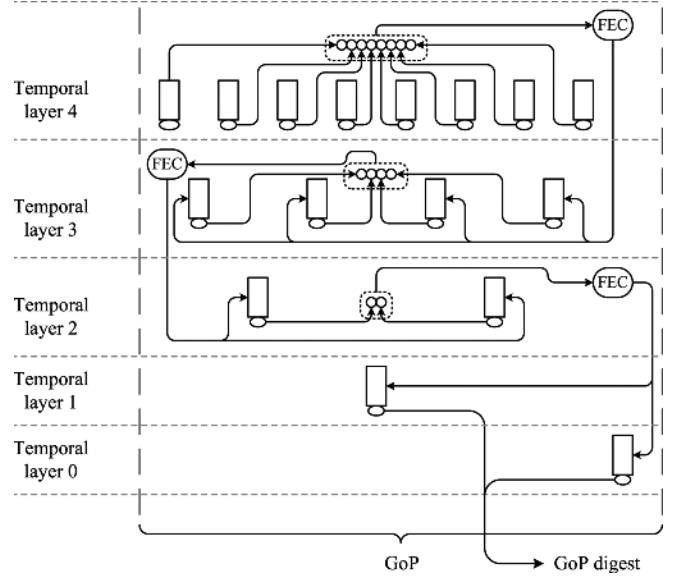 FEC
Temporal
layer 4
FEC
Temporal
layer 3
FEC
Temporal
layer 2
Temporal
layer 1
Temporal
layer 0
GoP
GoP digest